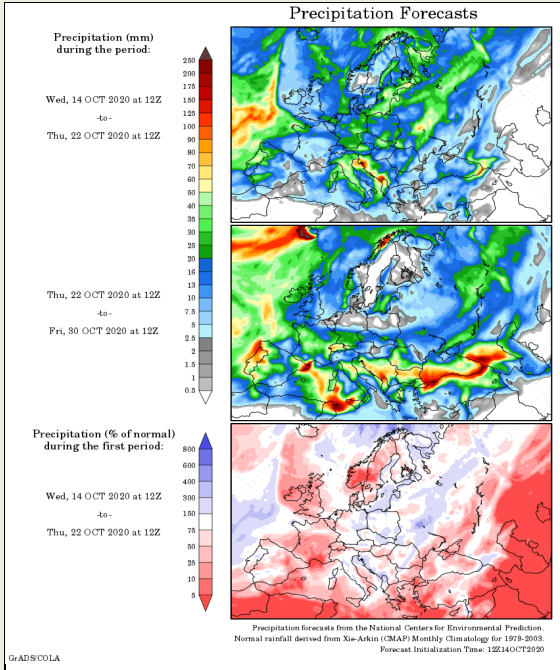 Precipitation Forecasts
Precipitation (mm)
during the period:
Wed, 14 OCT 2020 at 12Z
-to-
Thu, 22 OCT 2020 at 12Z
250
200
175
150
125
100
90
80
70
60
50
40
35
30
25
20
16
13
10
7.5
5
2.5
2
1.5
1
0.5
Thu, 22 OCT 2020 at 12Z
-to-
Fri, 30 OCT 2020 at 12Z
Precipitation (% of normal)
during the first period:
Wed, 14 OCT 2020 at 12Z
-to-
Thu, 22 OCT 2020 at 12Z
800
600
400
300
150
75
50
25
10
5
Precipitation forecasts from the National Centers for Environmental Prediction.
Normal rainfall derived from Xie-Arkin (CMAP) Monthly Climatology for 1979-2003.
Forecast Initialization Time: 12Z14OCT2020
GrADS/COLA